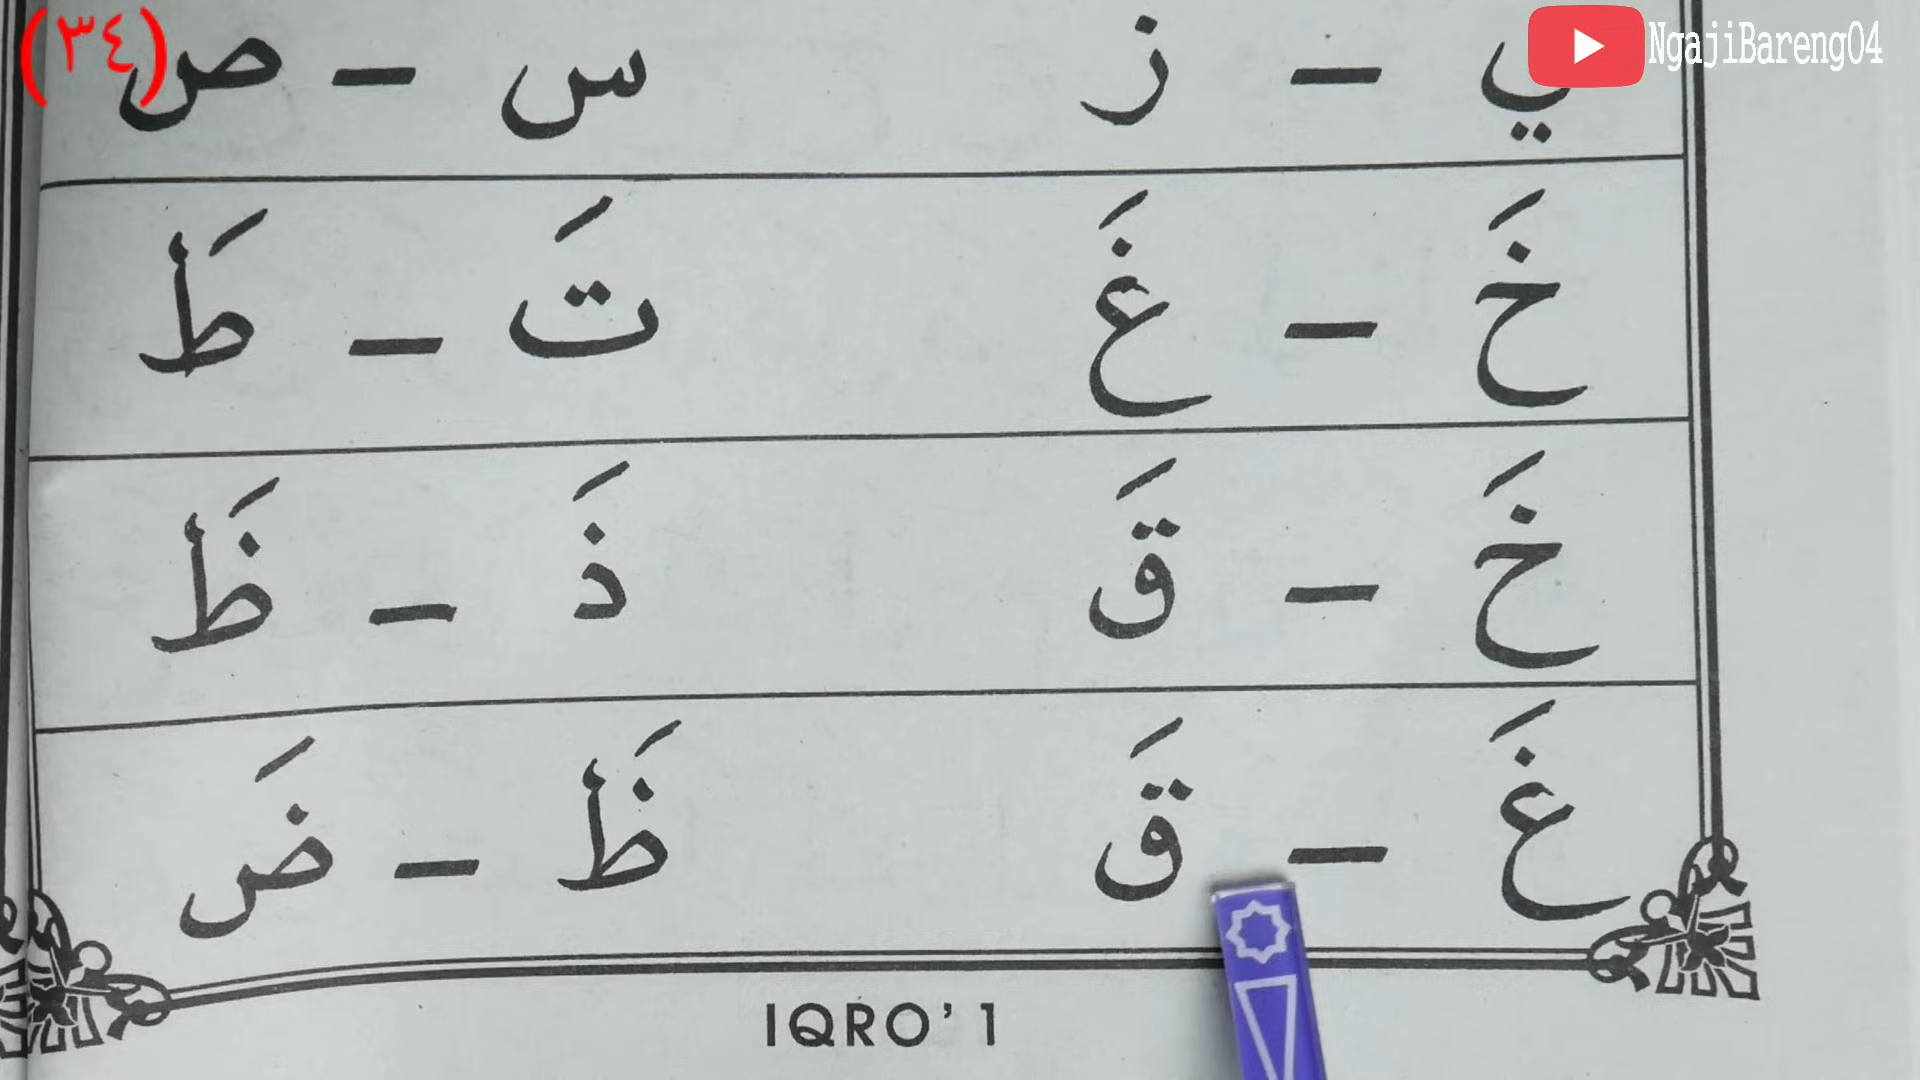 (٣٤)
NgajiBareng04
ي - ز س - ص
خَ - غَ تَ - طَ
خَ - قَ ذَ - ظَ
غَ - قَ ظَ - ضَ
IQRO' 1